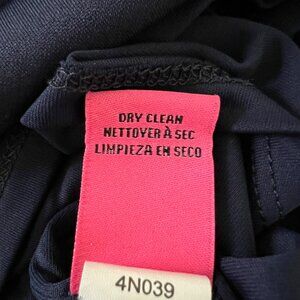 DRY CLEAN
NETTOYER À SEC
LIMPIEZA EN SECO
4N039